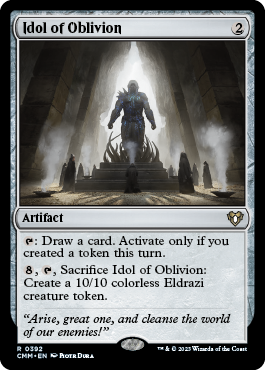 Idol of Oblivion 2
Artifact
: Draw a card. Activate only if you
created a token this turn.
8, , Sacrifice Idol of Oblivion:
Create a 10/10 colorless Eldrazi
creature token.
“Arise, great one, and cleanse the world
of our enemies!”
R 0392
CMM • EN Piotr Dura
™ & © 2023 Wizards of the Coast